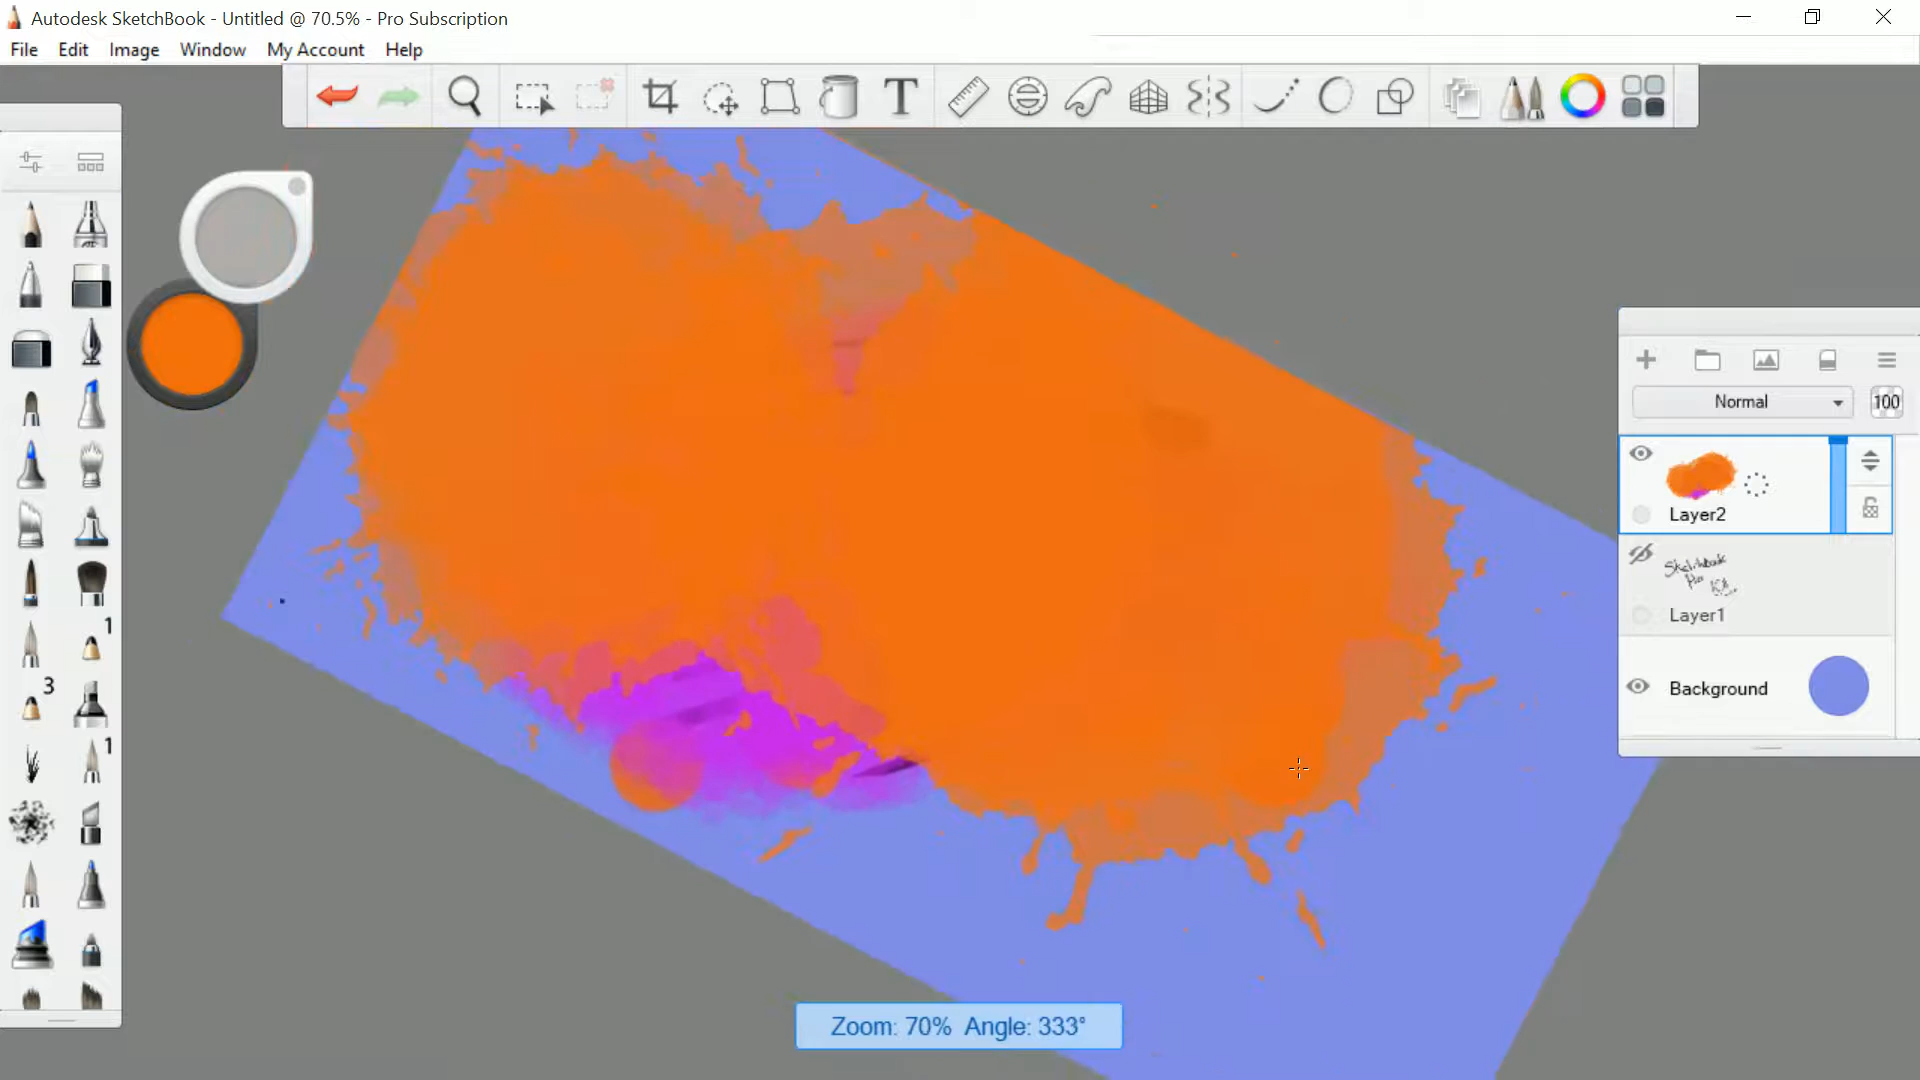 Autodesk SketchBook - Untitled @ 70.5% - Pro Subscription
File Edit Image Window My Account Help
T
Normal 100
Layer2
Sketchbook
Layer1
Background
1
3
1
Zoom: 70% Angle: 333°